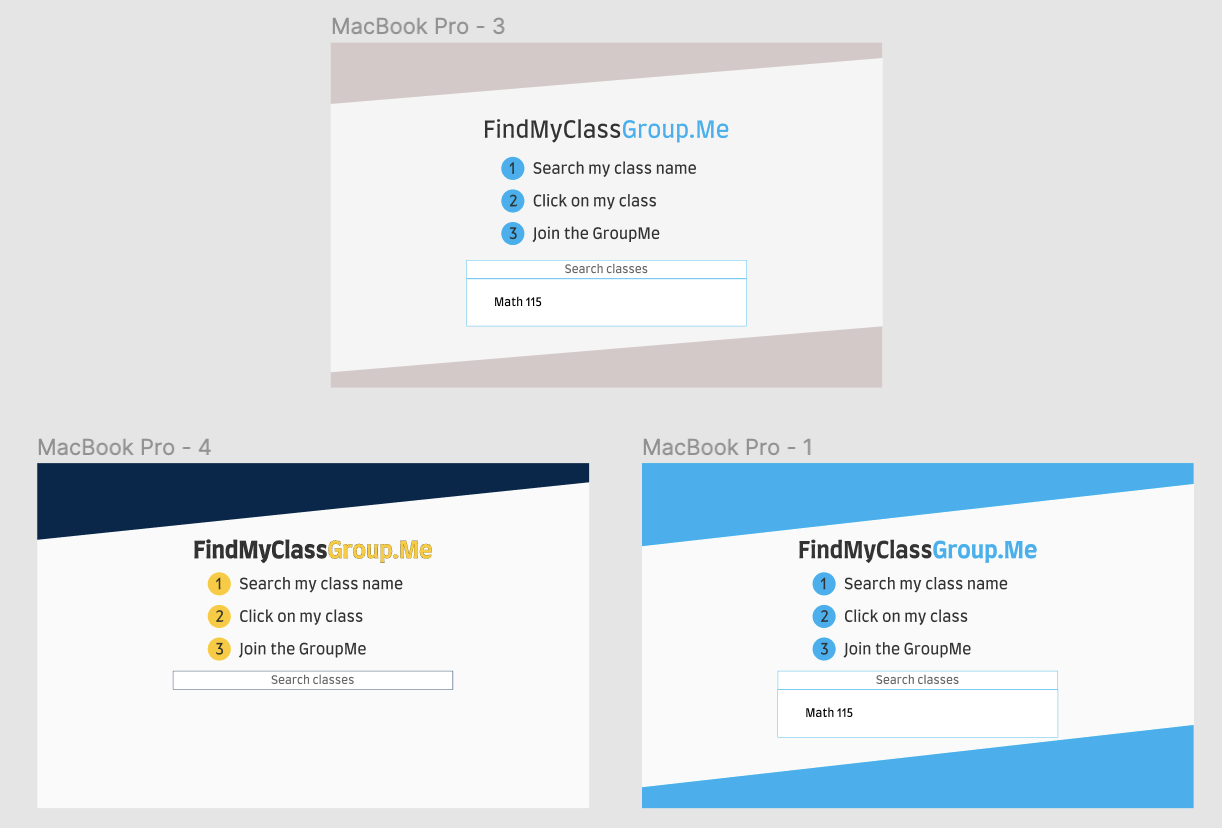 MacBook Pro - 3
FindMyClassGroup.Me
1 Search my class name
2 Click on my class
3 Join the GroupMe
Search classes
Math 115
MacBook Pro - 4
FindMyClassGroup.Me
1 Search my class name
2 Click on my class
3 Join the GroupMe
Search classes
MacBook Pro - 1
FindMyClassGroup.Me
1 Search my class name
2 Click on my class
3 Join the GroupMe
Search classes
Math 115